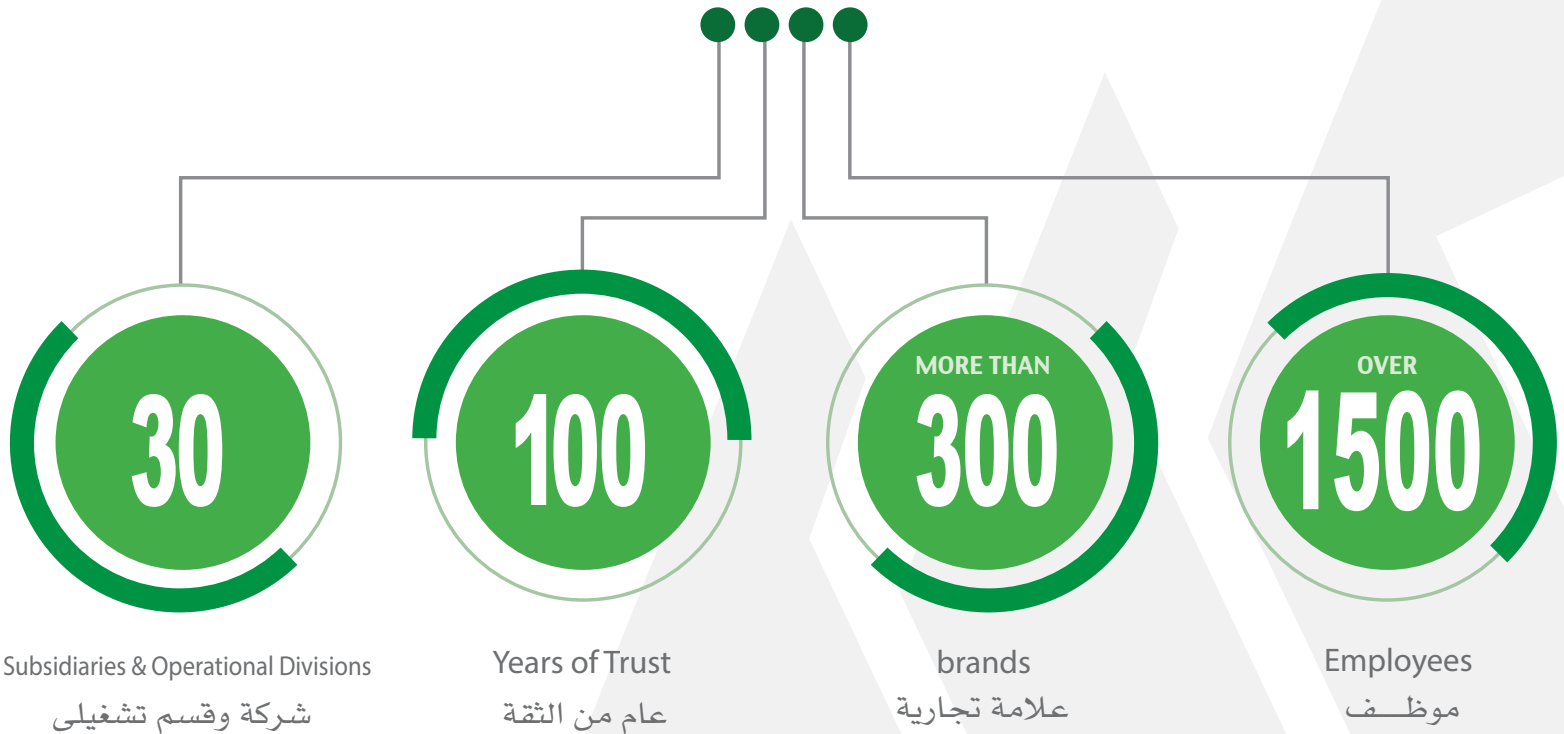 30
Subsidiaries & Operational Divisions
شركة وقسم تشغيلى
100
Years of Trust
عام من الثقة
MORE THAN
300
brands
علامة تجارية
OVER
1500
Employees
موظـــف